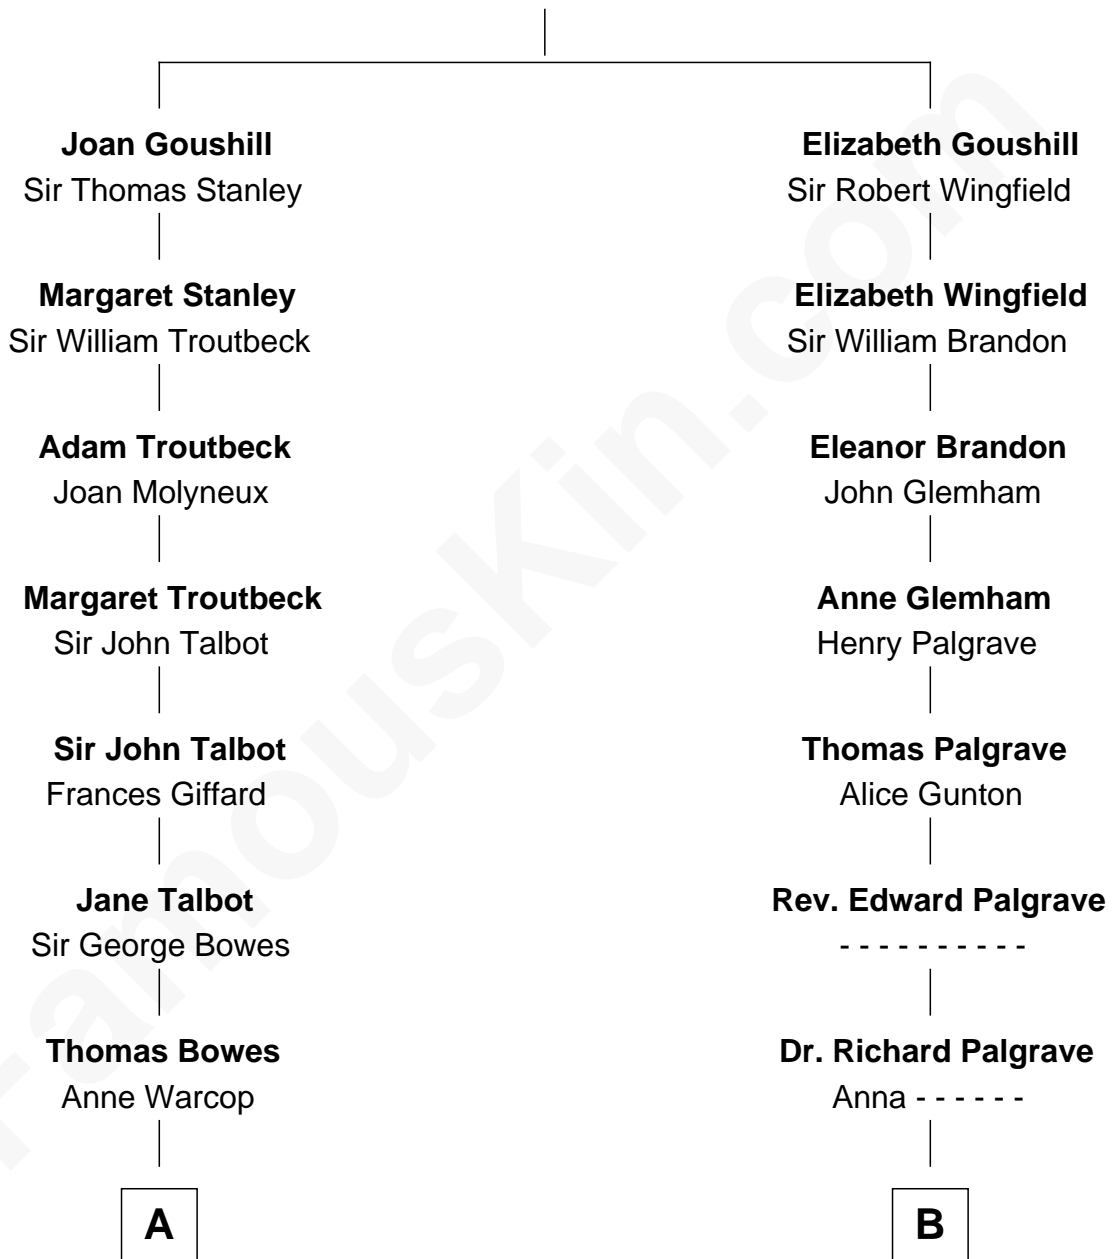 Joan Goushill
Sir Thomas Stanley
Margaret Stanley
Sir William Troutbeck
Adam Troutbeck
Joan Molyneux
Margaret Troutbeck
Sir John Talbot
Sir John Talbot
Frances Giffard
Jane Talbot
Sir George Bowes
Thomas Bowes
Anne Warcop
A
Elizabeth Goushill
Sir Robert Wingfield
Elizabeth Wingfield
Sir William Brandon
Eleanor Brandon
John Glemham
Anne Glemham
Henry Palgrave
Thomas Palgrave
Alice Gunton
Rev. Edward Palgrave
- - - - - - - - - -
Dr. Richard Palgrave
Anna - - - - - -
B
FamousKin.com